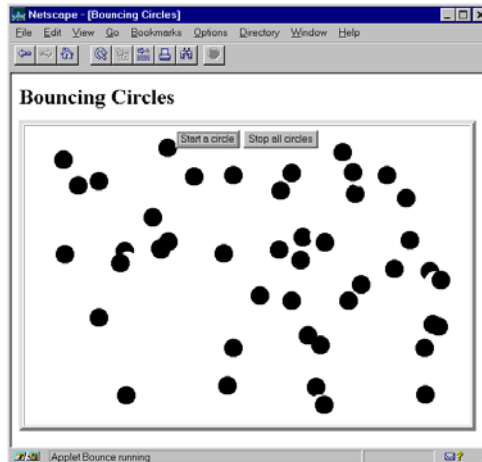 Netscape - [Bouncing Circles]
File Edit View Go Bookmarks Options Directory Window Help
Bouncing Circles
Start a circle Stop all circles
Applet Bounce running